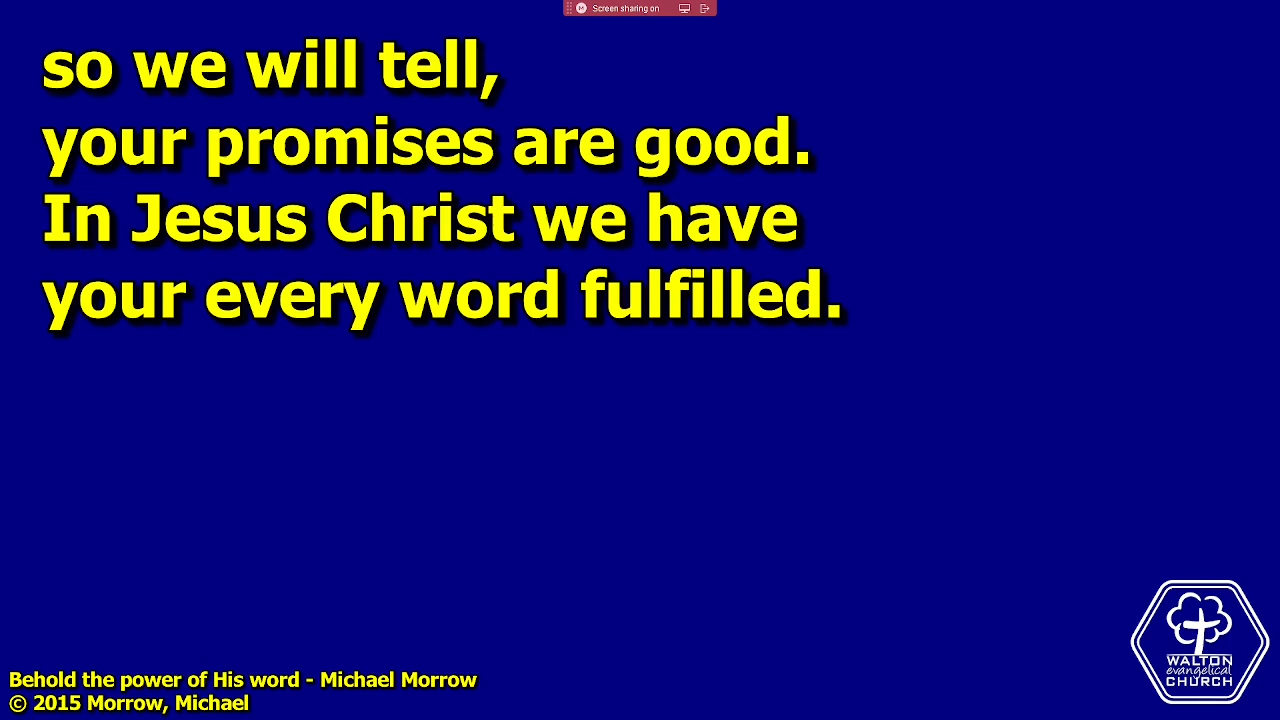 Screen sharing on
so we will tell,
your promises are good.
In Jesus Christ we have
your every word fulfilled.
Behold the power of His word - Michael Morrow
© 2015 Morrow, Michael
WALTON
evangelical
CHURCH